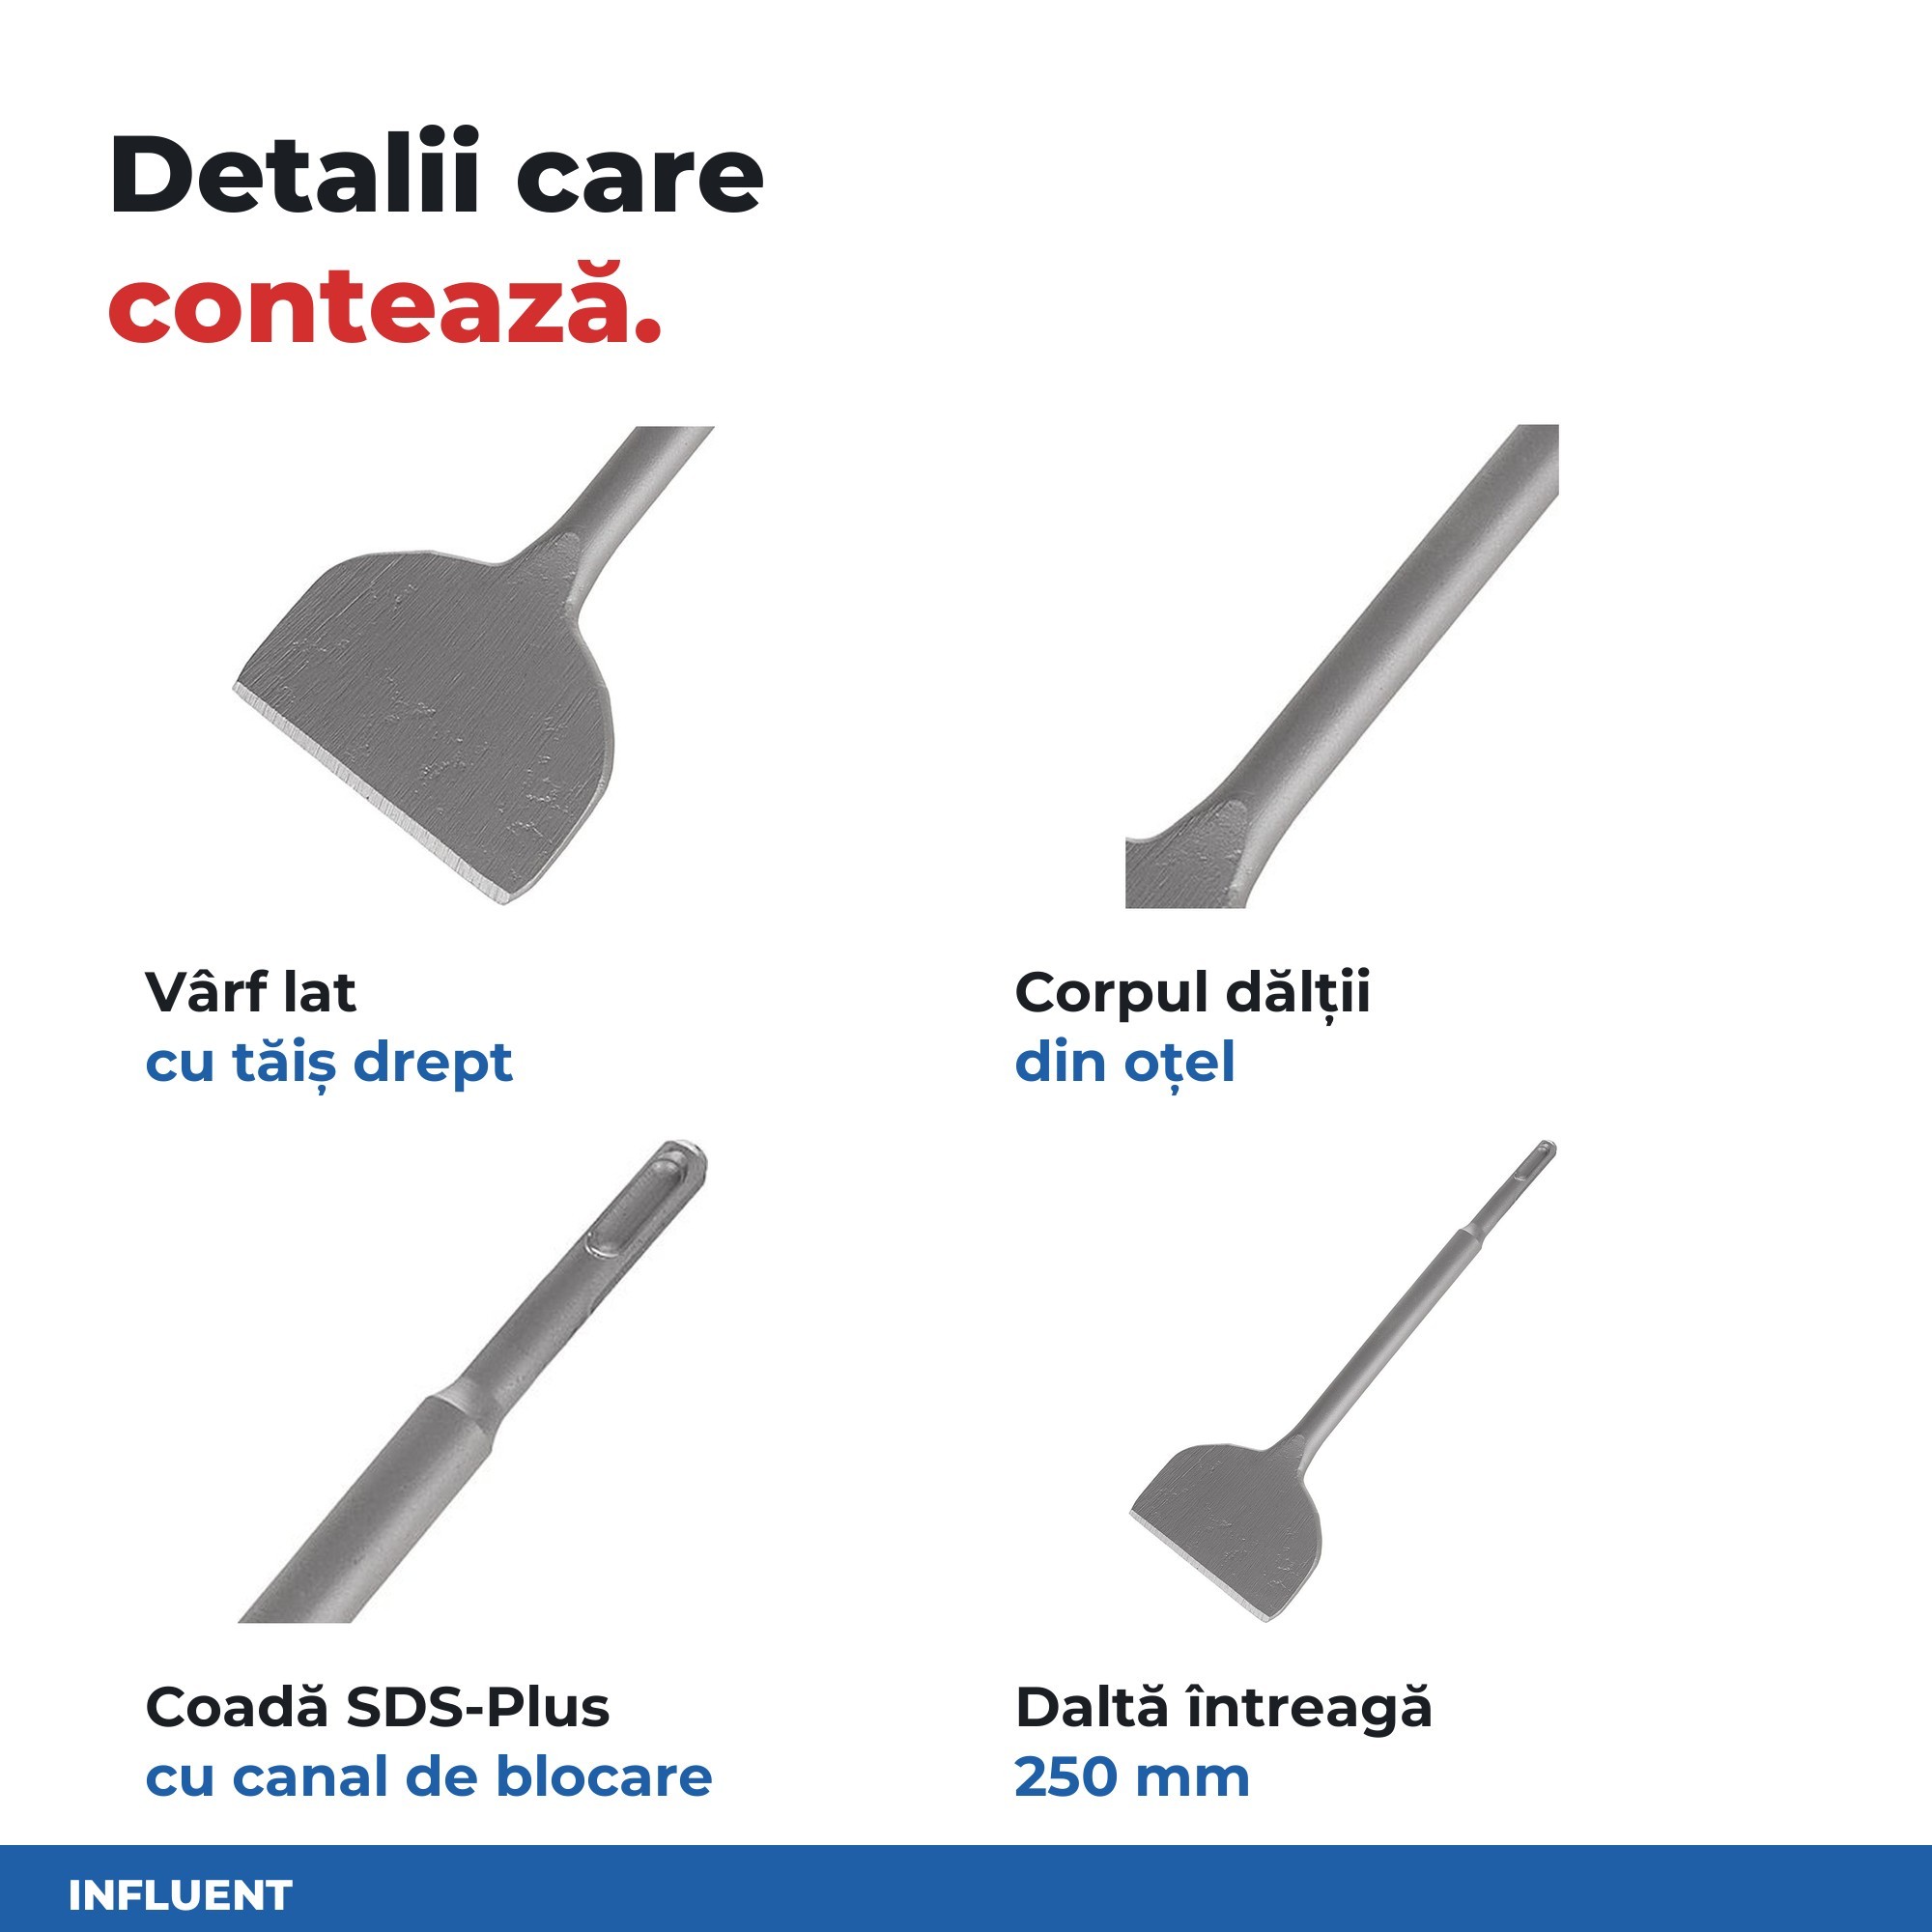 Detalii care
contează.
Vârf lat
cu tăiș drept
Corpul dălții
din oțel
Coadă SDS-Plus
cu canal de blocare
Daltă întreagă
250 mm
INFLUENT